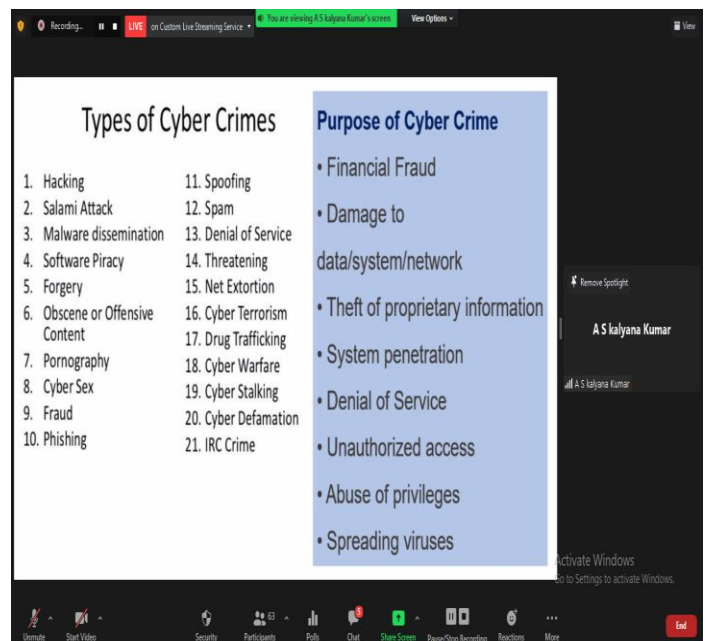 Recording...
LIVE
on Custom Live Streaming Service
You are viewing A S kalyana Kumar's screen
View Options
View
Types of Cyber Crimes
1. Hacking
2. Salami Attack
3. Malware dissemination
4. Software Piracy
5. Forgery
6. Obscene or Offensive
Content
7. Pornography
8. Cyber Sex
9. Fraud
10. Phishing
11. Spoofing
12. Spam
13. Denial of Service
14. Threatening
15. Net Extortion
16. Cyber Terrorism
17. Drug Trafficking
18. Cyber Warfare
19. Cyber Stalking
20. Cyber Defamation
21. IRC Crime
Purpose of Cyber Crime
• Financial Fraud
• Damage to
data/system/network
• Theft of proprietary information
• System penetration
• Denial of Service
• Unauthorized access
• Abuse of privileges
• Spreading viruses
Remove Spotlight
A S kalyana Kumar
A S kalyana Kumar
Activate Windows
Go to Settings to activate Windows.
Unmute
Start Video
Security
Participants
63
Polls
Chat
5
Share Screen
Pause/Stop Recording
Reactions
More
End